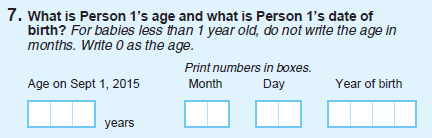 7. What is Person 1's age and what is Person 1's date of
birth? For babies less than 1 year old, do not write the age in
months. Write 0 as the age.
Print numbers in boxes.
Age on Sept 1, 2015 Month Day Year of birth
years